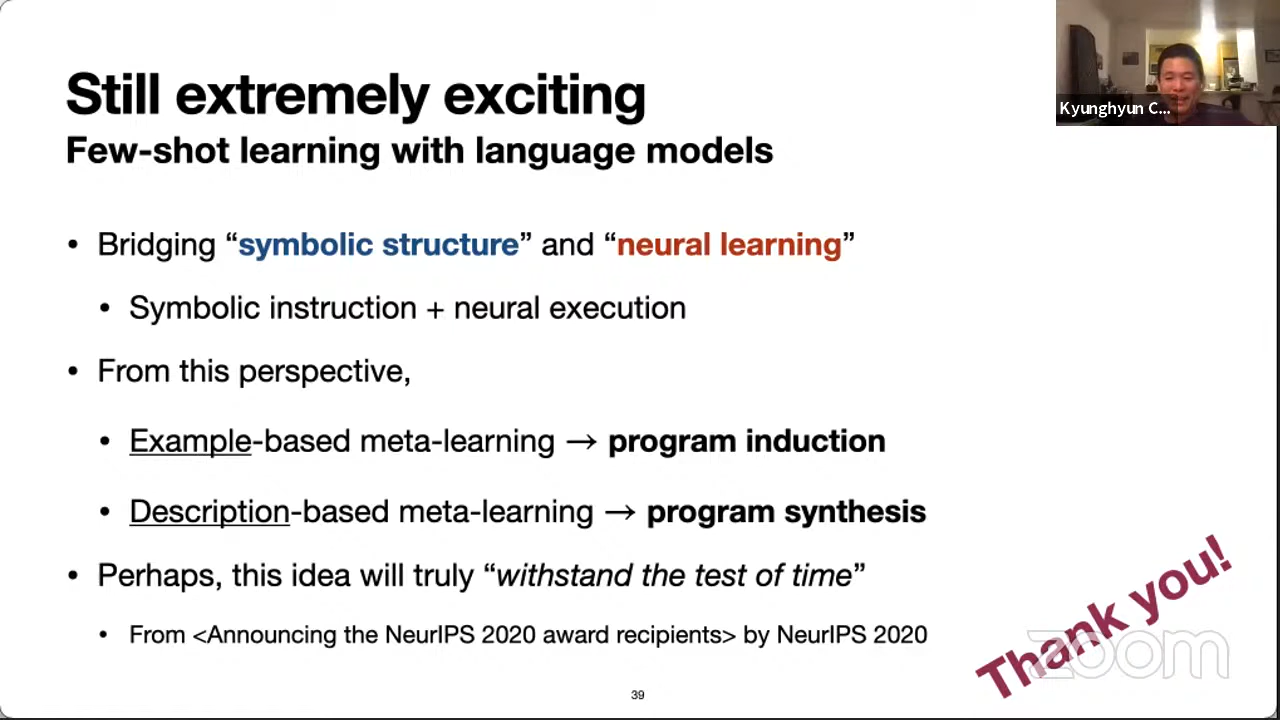 Still extremely exciting
Few-shot learning with language models
• Bridging “symbolic structure” and “neural learning”
• Symbolic instruction + neural execution
• From this perspective,
• Example-based meta-learning → program induction
• Description-based meta-learning → program synthesis
• Perhaps, this idea will truly “withstand the test of time”
• From <Announcing the NeurIPS 2020 award recipients> by NeurIPS 2020
Thank you!
39
Kyunghyun C...
zoom